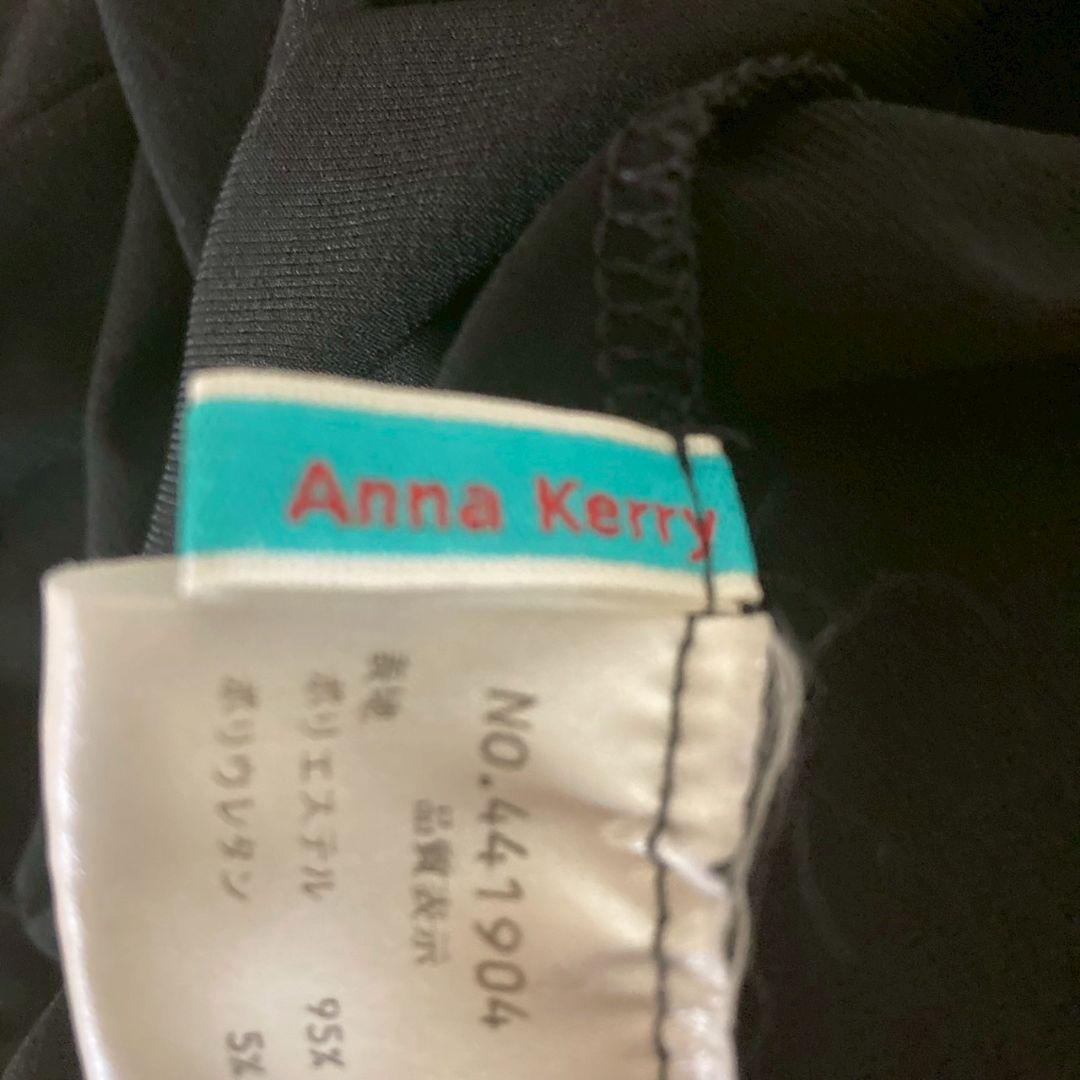 Anna Kerry
NO.441904
品質表示
表地
ポリエステル 95%
ポリウレタン 5%